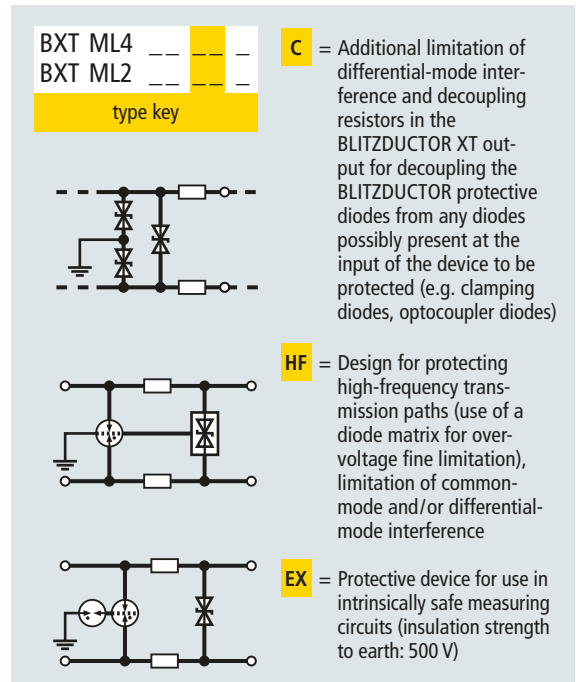 BXT ML4 _ _ _ _ _
BXT ML2 _ _ _ _ _
type key
C = Additional limitation of
differential-mode inter-
ference and decoupling
resistors in the
BLITZDUCTOR XT out-
put for decoupling the
BLITZDUCTOR protective
diodes from any diodes
possibly present at the
input of the device to be
protected (e.g. clamping
diodes, optocoupler diodes)
HF = Design for protecting
high-frequency trans-
mission paths (use of a
diode matrix for over-
voltage fine limitation),
limitation of common-
mode and/or differential-
mode interference
EX = Protective device for use in
intrinsically safe measuring
circuits (insulation strength
to earth: 500 V)